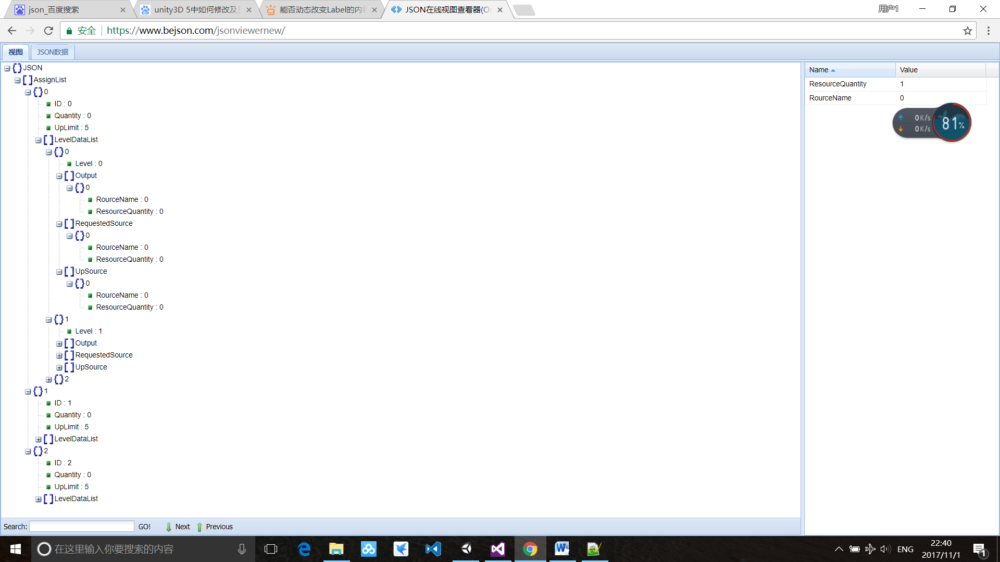 json_百度搜索
unity3D 5中如何修改及
能否动态改变Label的内容
JSON在线视图查看器(O
用户1
安全 https://www.bejson.com/jsonviewernew/
视图
JSON数据
JSON
AssignList
0
ID : 0
Quantity : 0
UpLimit : 5
LevelDataList
0
Level : 0
Output
0
RourceName : 0
ResourceQuantity : 0
RequestedSource
0
RourceName : 0
ResourceQuantity : 0
UpSource
0
RourceName : 0
ResourceQuantity : 0
1
Level : 1
Output
RequestedSource
UpSource
2
1
ID : 1
Quantity : 0
UpLimit : 5
LevelDataList
2
ID : 2
Quantity : 0
UpLimit : 5
LevelDataList
Name Value
ResourceQuantity 1
RourceName 0
0K/s
0K/s
81%
Search: GO! Next Previous
在这里输入你要搜索的内容
ENG
22:40
2017/11/1
1